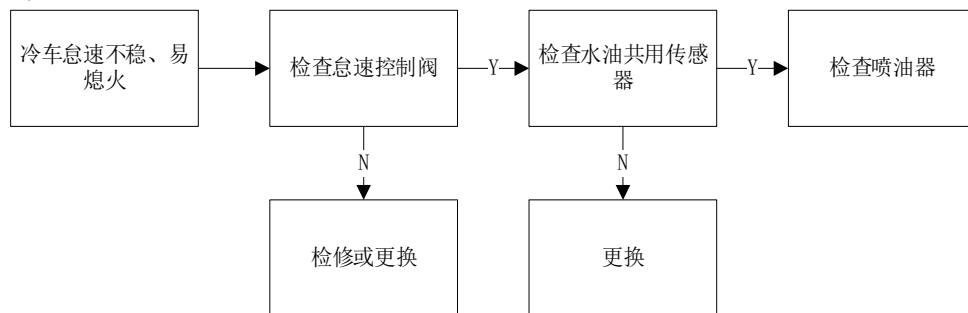 冷车怠速不稳、易
熄火
检查怠速控制阀
Y
检查水油共用传感
器
Y
检查喷油器
N
N
检修或更换
更换